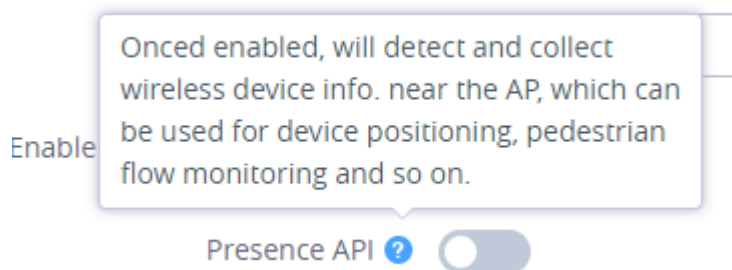 Onced enabled, will detect and collect
wireless device info. near the AP, which can
be used for device positioning, pedestrian
flow monitoring and so on.
Enable
Presence API ?